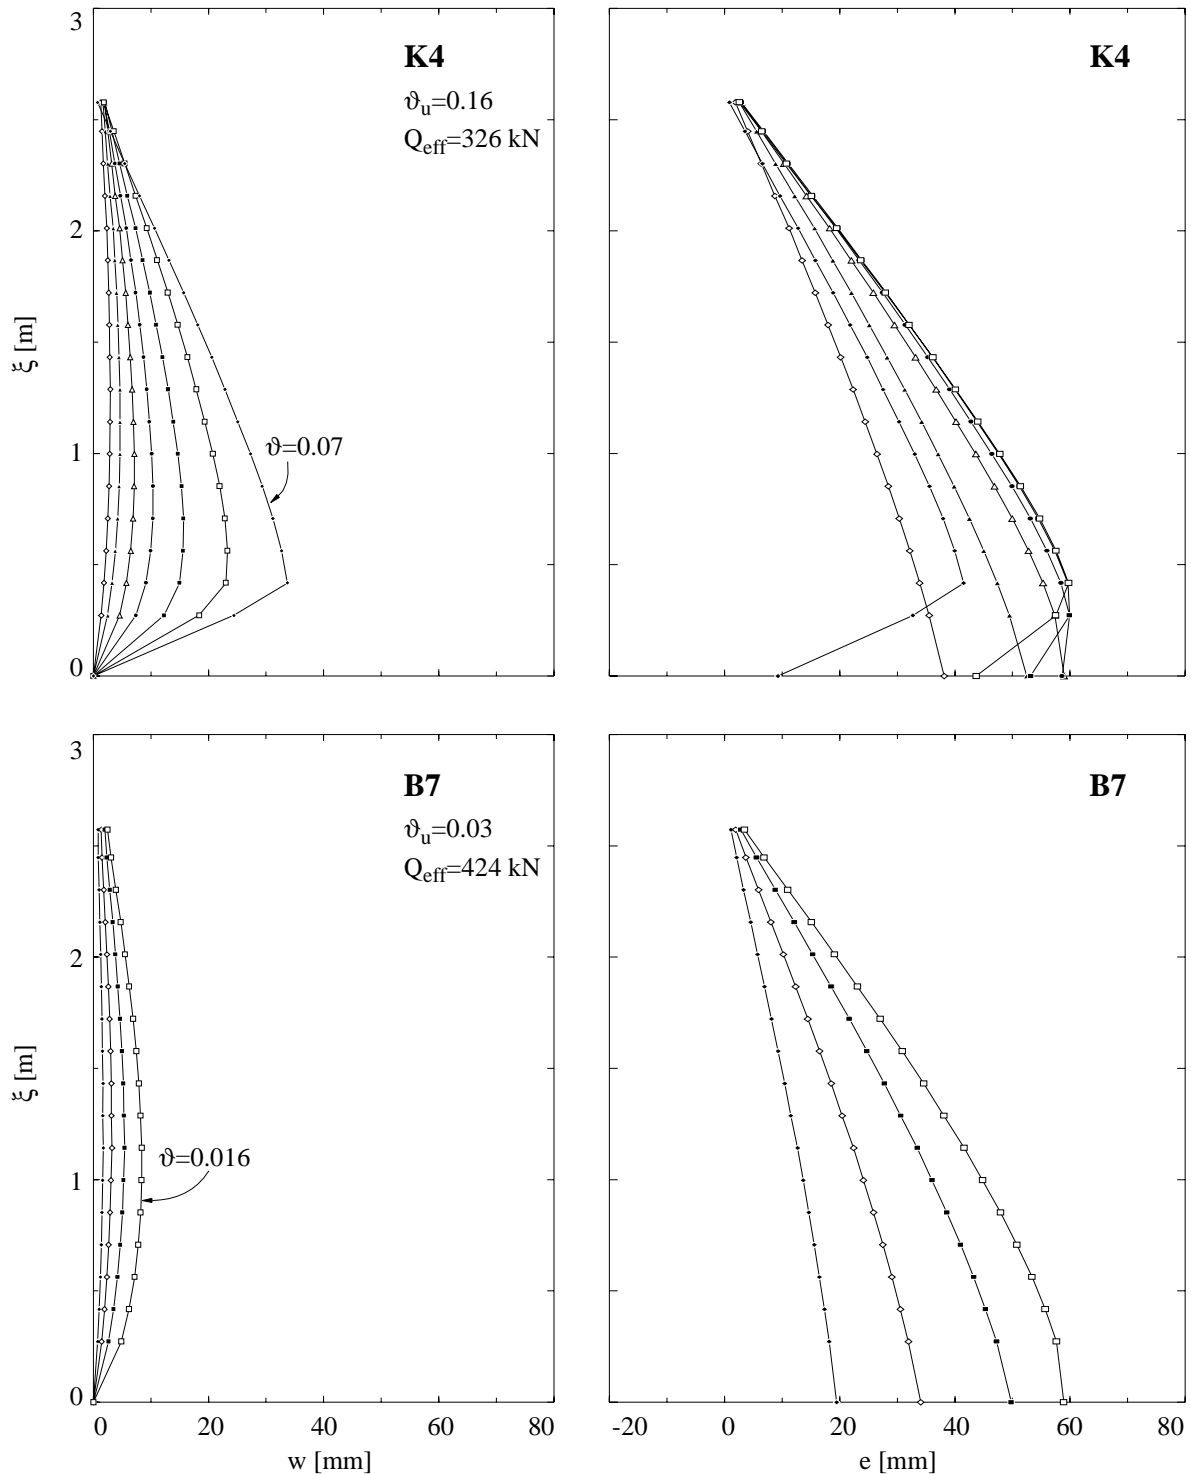 3
K4
ϑu=0.16
Qeff=326 kN
2
ξ [m]
ϑ=0.07
1
0
K4
3
B7
ϑu=0.03
Qeff=424 kN
2
ξ [m]
ϑ=0.016
1
0
0 20 40 60 80
w [mm]
B7
-20 0 20 40 60 80
e [mm]